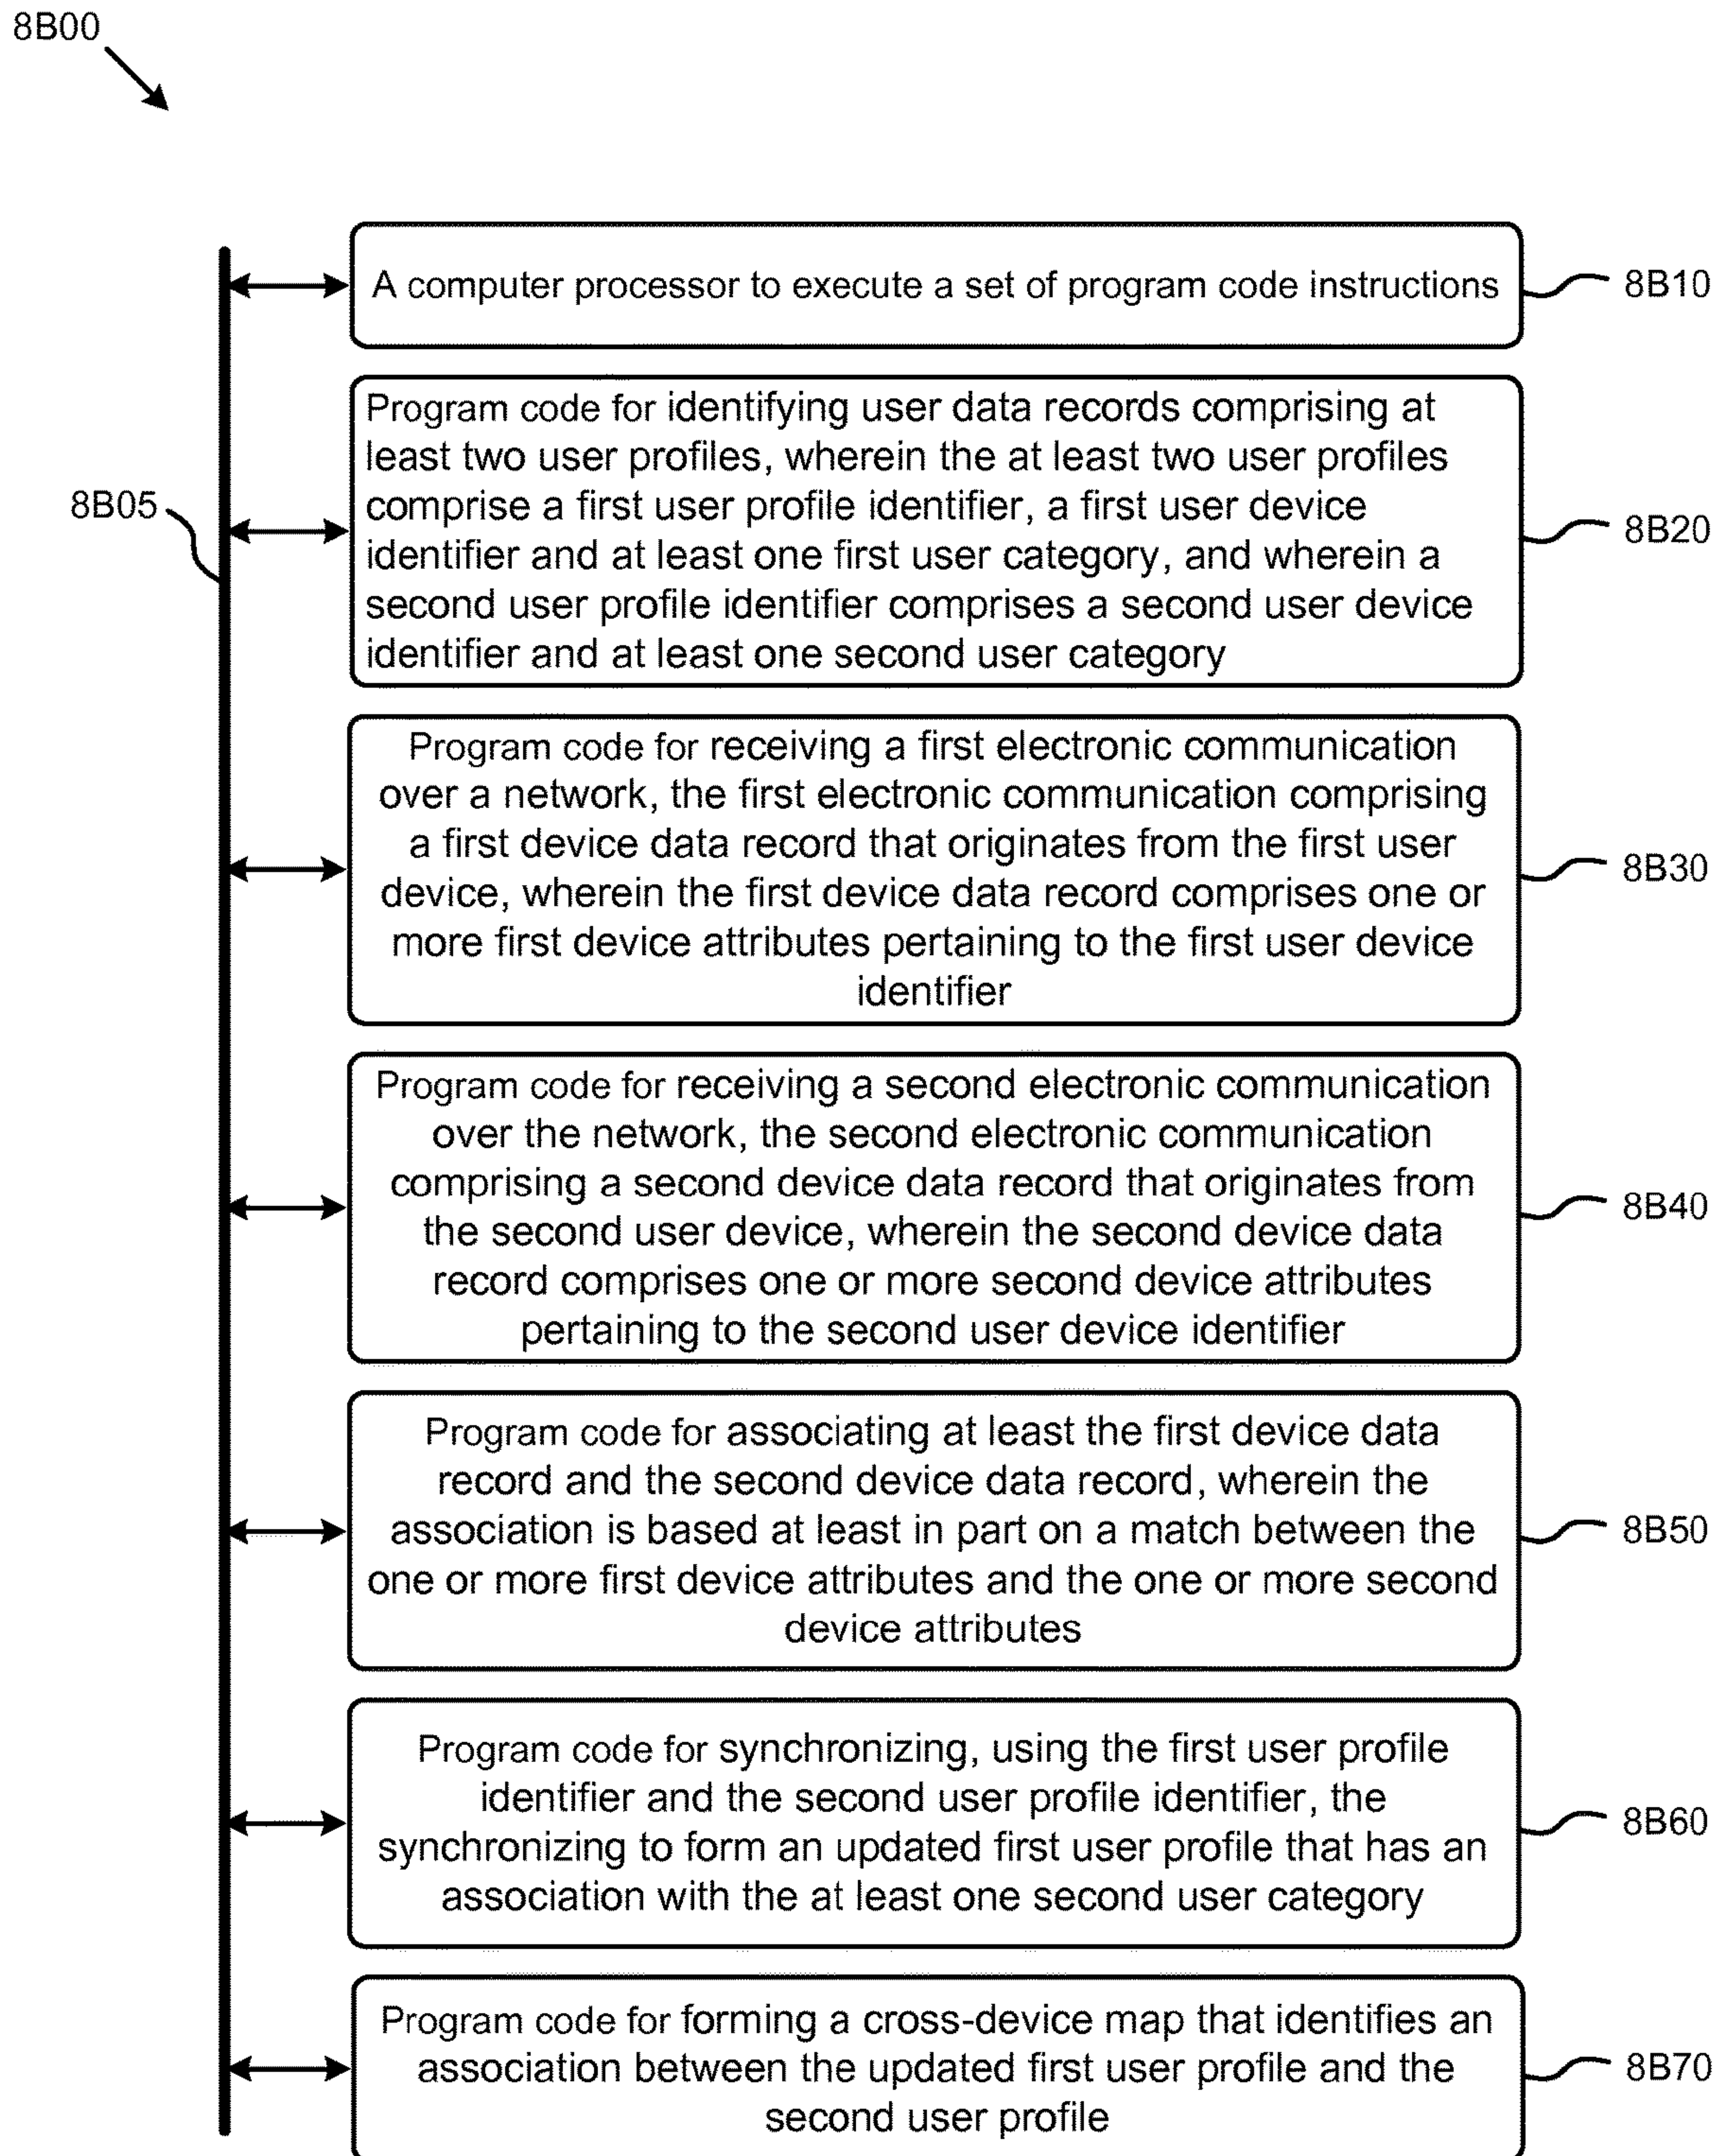 8B00
A computer processor to execute a set of program code instructions
8B10
Program code for identifying user data records comprising at
least two user profiles, wherein the at least two user profiles
comprise a first user profile identifier, a first user device
identifier and at least one first user category, and wherein a
second user profile identifier comprises a second user device
identifier and at least one second user category
8B05
8B20
Program code for receiving a first electronic communication
over a network, the first electronic communication comprising
a first device data record that originates from the first user
device, wherein the first device data record comprises one or
more first device attributes pertaining to the first user device
identifier
8B30
Program code for receiving a second electronic communication
over the network, the second electronic communication
comprising a second device data record that originates from
the second user device, wherein the second device data
record comprises one or more second device attributes
pertaining to the second user device identifier
8B40
Program code for associating at least the first device data
record and the second device data record, wherein the
association is based at least in part on a match between the
one or more first device attributes and the one or more second
device attributes
8B50
Program code for synchronizing, using the first user profile
identifier and the second user profile identifier, the
synchronizing to form an updated first user profile that has an
association with the at least one second user category
8B60
Program code for forming a cross-device map that identifies an
association between the updated first user profile and the
second user profile
8B70